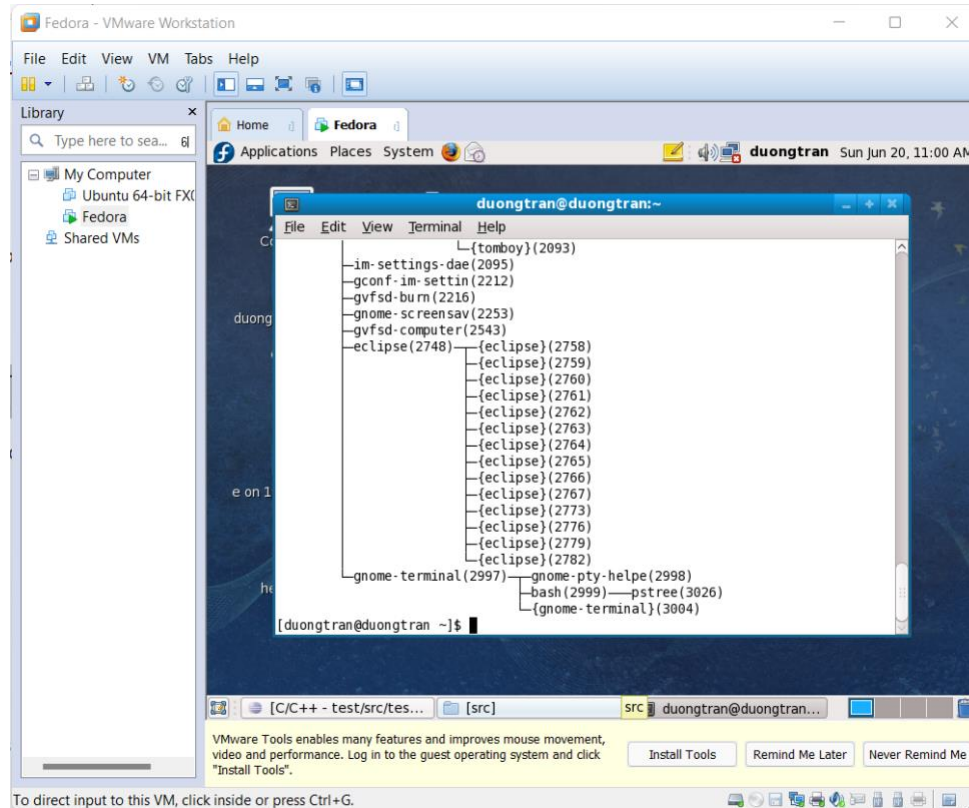 Fedora - VMware Workstation
File Edit View VM Tabs Help
Library ×
Type here to sea...
My Computer
Ubuntu 64-bit FX(
Fedora
Shared VMs
Home Fedora
Applications Places System duongtran Sun Jun 20, 11:00 AM
duongtran@duongtran:~
File Edit View Terminal Help
└─{tomboy}(2093)
├─im-settings-dae(2095)
├─gconf-im-settin(2212)
├─gvfsd-burn(2216)
├─gnome-screensav(2253)
├─gvfsd-computer(2543)
├─eclipse(2748)─┬─{eclipse}(2758)
├─{eclipse}(2759)
├─{eclipse}(2760)
├─{eclipse}(2761)
├─{eclipse}(2762)
├─{eclipse}(2763)
├─{eclipse}(2764)
├─{eclipse}(2765)
├─{eclipse}(2766)
├─{eclipse}(2767)
├─{eclipse}(2773)
├─{eclipse}(2776)
├─{eclipse}(2779)
└─{eclipse}(2782)
└─gnome-terminal(2997)─┬─gnome-pty-helpe(2998)
├─bash(2999)───pstree(3026)
└─{gnome-terminal}(3004)
[duongtran@duongtran ~]$
Co
duong
e on 1
he
[C/C++ - test/src/tes... [src] src duongtran@duongtran...
VMware Tools enables many features and improves mouse movement,
video and performance. Log in to the guest operating system and click
"Install Tools".
Install Tools Remind Me Later Never Remind Me
To direct input to this VM, click inside or press Ctrl+G.